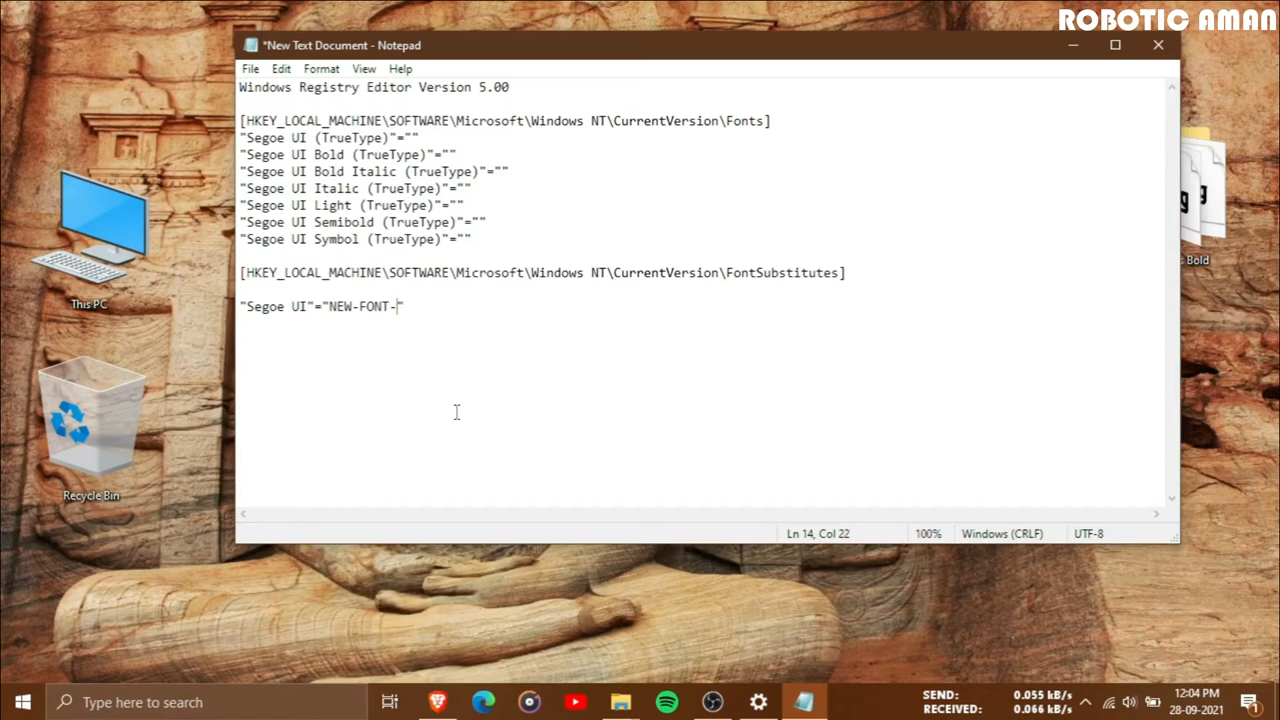 ROBOTIC AMAN
*New Text Document - Notepad
File Edit Format View Help
Windows Registry Editor Version 5.00
[HKEY_LOCAL_MACHINE\SOFTWARE\Microsoft\Windows NT\CurrentVersion\Fonts]
"Segoe UI (TrueType)"=""
"Segoe UI Bold (TrueType)"=""
"Segoe UI Bold Italic (TrueType)"=""
"Segoe UI Italic (TrueType)"=""
"Segoe UI Light (TrueType)"=""
"Segoe UI Semibold (TrueType)"=""
"Segoe UI Symbol (TrueType)"=""
[HKEY_LOCAL_MACHINE\SOFTWARE\Microsoft\Windows NT\CurrentVersion\FontSubstitutes]
"Segoe UI"="NEW-FONT-"
Ln 14, Col 22 100% Windows (CRLF) UTF-8
This PC
Recycle Bin
Bold
Type here to search
SEND: 0.055 kB/s
RECEIVED: 0.066 kB/s
12:04 PM
28-09-2021
1